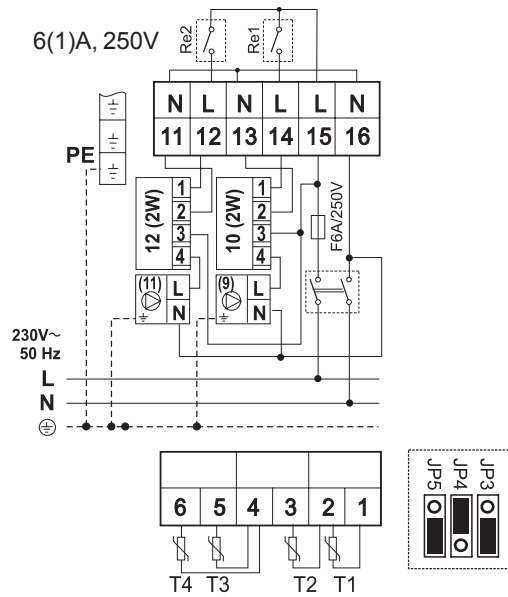 6(1)A, 250V
Re2
Re1
N L N L L N
11 12 13 14 15 16
PE
12 (2W)
1
2
3
4
10 (2W)
1
2
3
4
F6A/250V
(11)
L
N
(9)
L
N
230V~
50 Hz
L
N
6 5 4 3 2 1
T4 T3 T2 T1
JP5
JP4
JP3